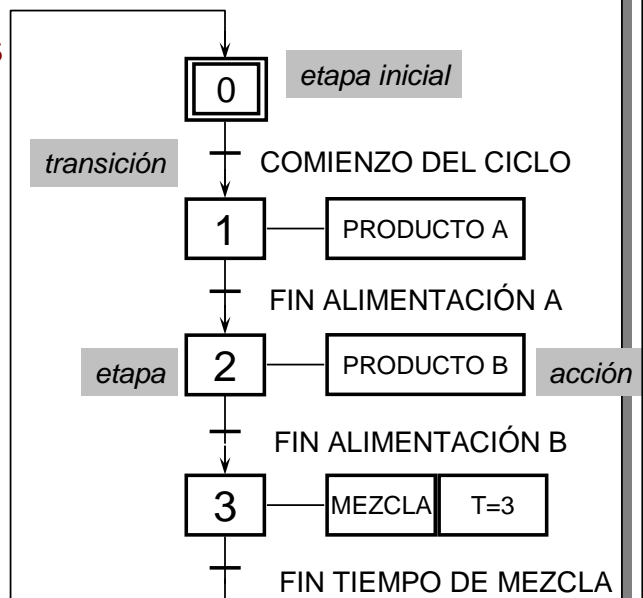 S
0
etapa inicial
transición
COMIENZO DEL CICLO
1
PRODUCTO A
FIN ALIMENTACIÓN A
etapa
2
PRODUCTO B
acción
FIN ALIMENTACIÓN B
3
MEZCLA
T=3
FIN TIEMPO DE MEZCLA